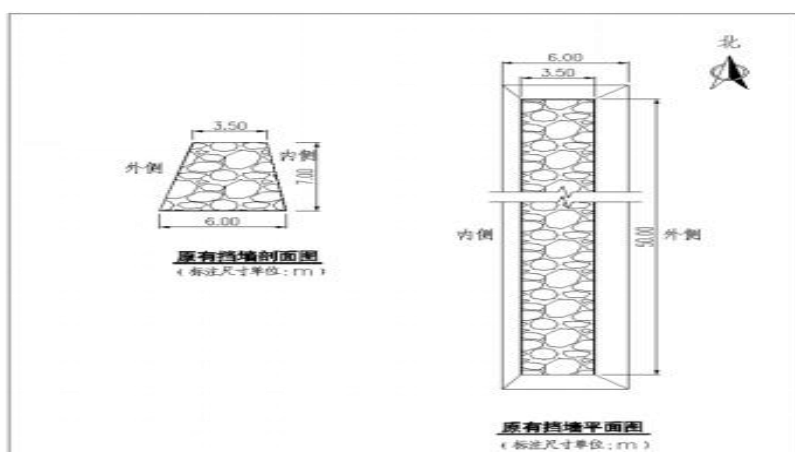 北
6.00
3.50
3.50
外侧
内侧
7.00
6.00
内侧
50.00
外侧
原有挡墙剖面图
(标注尺寸单位:m)
原有挡墙平面图
(标注尺寸单位:m)